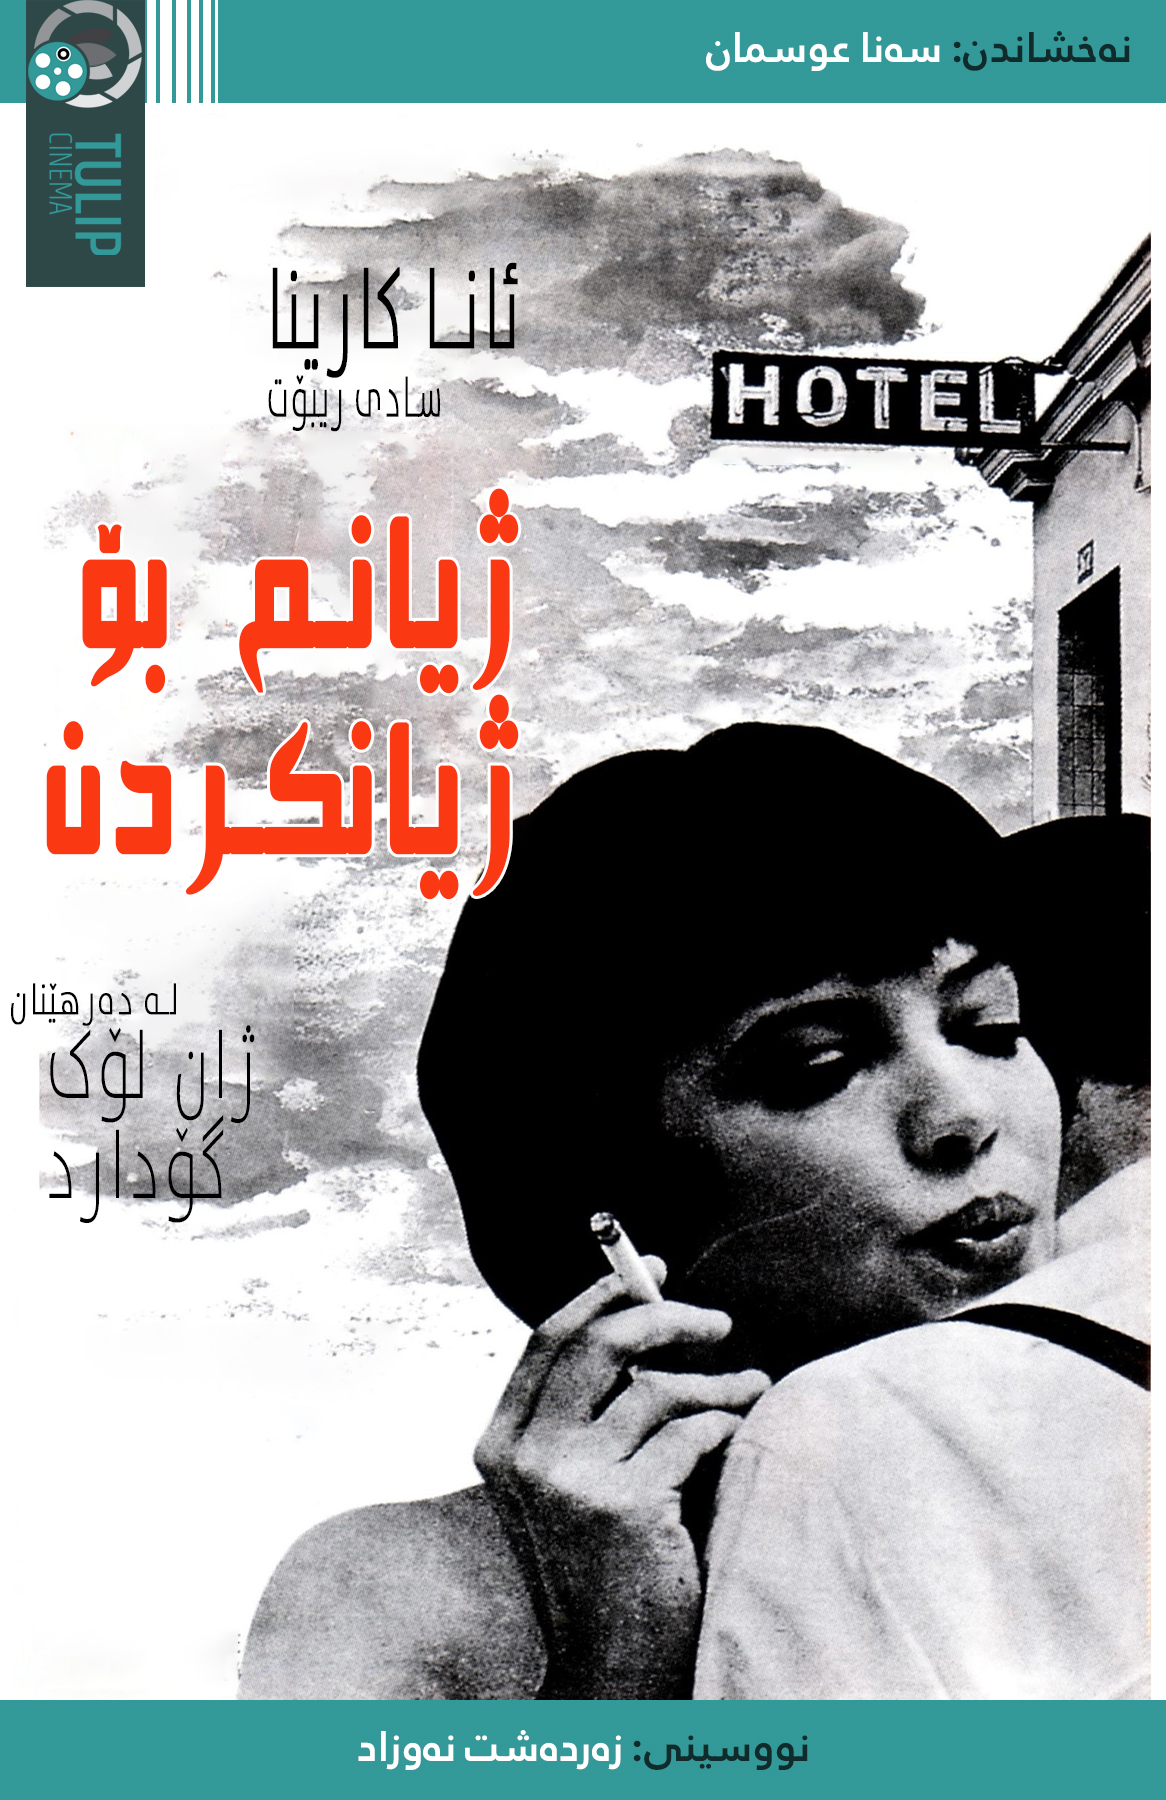 نەخشاندن: سەنا عوسمان
TULIP
CINEMA
ئانا کارینا
سادی ریبۆت
HOTEL
ژیانم بۆ
ژیانکردن
لە دەرهێنان
ژان لۆک
گۆدارد
نووسینی: زەردەشت نەوزاد